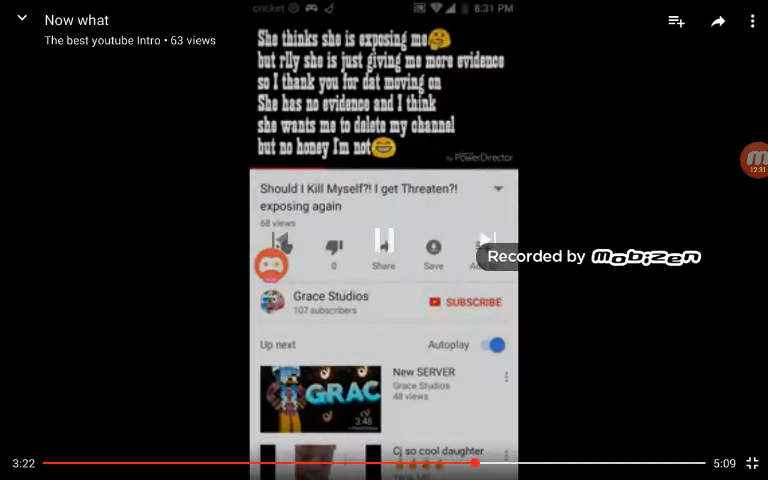 Now what
The best youtube Intro • 63 views
cricket
8:31 PM
She thinks she is exposing me🤔
but rlly she is just giving me more evidence
so I thank you for dat moving on
She has no evidence and I think
she wants me to delete my channel
but no honey I'm not😂
PowerDirector
12:31
Should I Kill Myself?! I get Threaten?!
exposing again
68 views
0
Share
Save
Recorded by mobizen
Grace Studios
107 subscribers
SUBSCRIBE
Up next
Autoplay
New SERVER
Grace Studios
48 views
GRAC
3:48
Cj so cool daughter
3:22
5:09